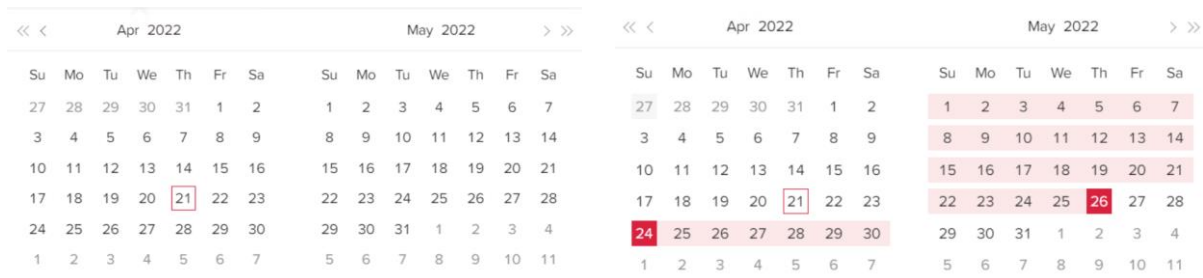 « < Apr 2022 May 2022 > »
Su Mo Tu We Th Fr Sa Su Mo Tu We Th Fr Sa
27 28 29 30 31 1 2 1 2 3 4 5 6 7
3 4 5 6 7 8 9 8 9 10 11 12 13 14
10 11 12 13 14 15 16 15 16 17 18 19 20 21
17 18 19 20 21 22 23 22 23 24 25 26 27 28
24 25 26 27 28 29 30 29 30 31 1 2 3 4
1 2 3 4 5 6 7 5 6 7 8 9 10 11
« < Apr 2022 May 2022 > »
Su Mo Tu We Th Fr Sa Su Mo Tu We Th Fr Sa
27 28 29 30 31 1 2 1 2 3 4 5 6 7
3 4 5 6 7 8 9 8 9 10 11 12 13 14
10 11 12 13 14 15 16 15 16 17 18 19 20 21
17 18 19 20 21 22 23 22 23 24 25 26 27 28
24 25 26 27 28 29 30 29 30 31 1 2 3 4
1 2 3 4 5 6 7 5 6 7 8 9 10 11